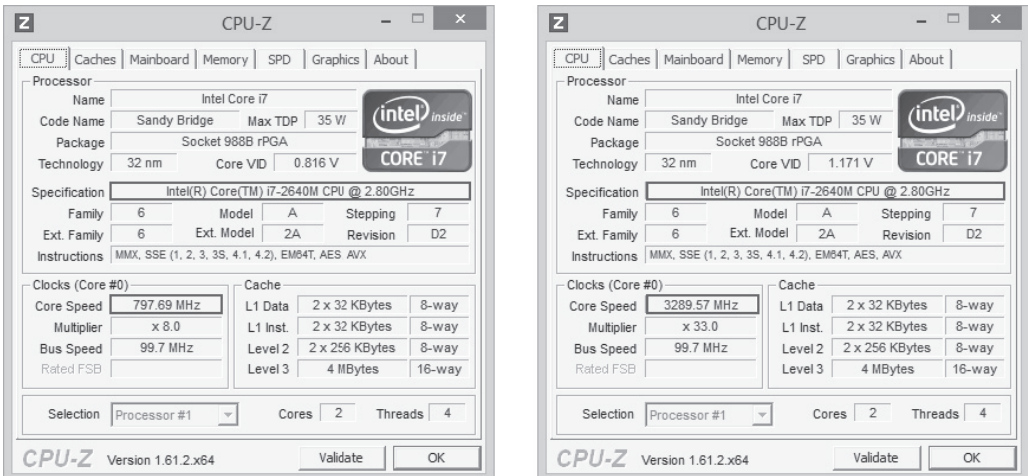 CPU-Z
CPU Caches Mainboard Memory SPD Graphics About
Processor
Name Intel Core i7
Code Name Sandy Bridge Max TDP 35 W
Package Socket 988B rPGA
Technology 32 nm Core VID 0.816 V
intel inside™
CORE™ i7
Specification Intel(R) Core(TM) i7-2640M CPU @ 2.80GHz
Family 6 Model A Stepping 7
Ext. Family 6 Ext. Model 2A Revision D2
Instructions MMX, SSE (1, 2, 3, 3S, 4.1, 4.2), EM64T, AES AVX
Clocks (Core #0)
Core Speed 797.69 MHz
Multiplier x 8.0
Bus Speed 99.7 MHz
Rated FSB
Cache
L1 Data 2 x 32 KBytes 8-way
L1 Inst. 2 x 32 KBytes 8-way
Level 2 2 x 256 KBytes 8-way
Level 3 4 MBytes 16-way
Selection Processor #1 Cores 2 Threads 4
CPU-Z Version 1.61.2.x64 Validate OK
CPU-Z
CPU Caches Mainboard Memory SPD Graphics About
Processor
Name Intel Core i7
Code Name Sandy Bridge Max TDP 35 W
Package Socket 988B rPGA
Technology 32 nm Core VID 1.171 V
intel inside™
CORE™ i7
Specification Intel(R) Core(TM) i7-2640M CPU @ 2.80GHz
Family 6 Model A Stepping 7
Ext. Family 6 Ext. Model 2A Revision D2
Instructions MMX, SSE (1, 2, 3, 3S, 4.1, 4.2), EM64T, AES, AVX
Clocks (Core #0)
Core Speed 3289.57 MHz
Multiplier x 33.0
Bus Speed 99.7 MHz
Rated FSB
Cache
L1 Data 2 x 32 KBytes 8-way
L1 Inst. 2 x 32 KBytes 8-way
Level 2 2 x 256 KBytes 8-way
Level 3 4 MBytes 16-way
Selection Processor #1 Cores 2 Threads 4
CPU-Z Version 1.61.2.x64 Validate OK